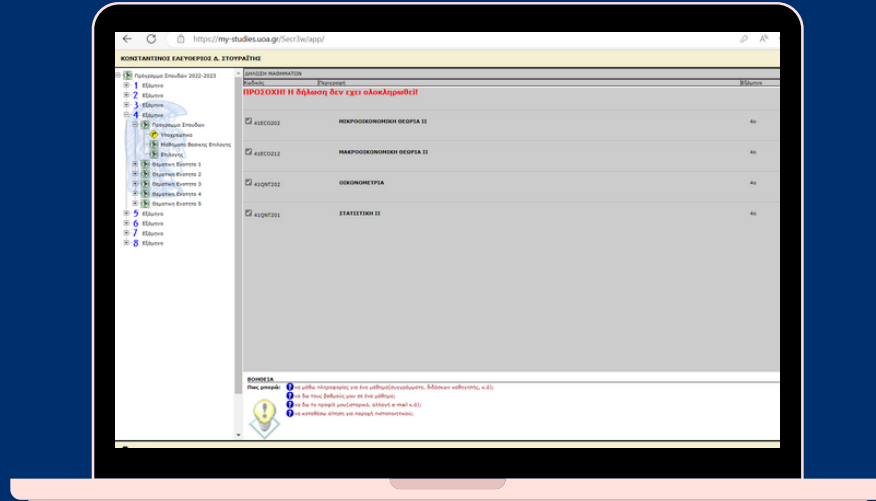 https://my-studies.uoa.gr/Secr3w/app/
ΚΩΝΣΤΑΝΤΙΝΟΣ ΕΛΕΥΘΕΡΙΟΣ Δ. ΣΤΟΥΡΑΪΤΗΣ
Πρόγραμμα Σπουδών 2022-2023
1 Εξάμηνο
2 Εξάμηνο
3 Εξάμηνο
4 Εξάμηνο
Πρόγραμμα Σπουδών
Υποχρεωτικά
Μαθήματα Βασικής Επιλογής
Επιλογής
Θεματική Ενότητα 1
Θεματική Ενότητα 2
Θεματική Ενότητα 3
Θεματική Ενότητα 4
Θεματική Ενότητα 5
5 Εξάμηνο
6 Εξάμηνο
7 Εξάμηνο
8 Εξάμηνο
ΔΗΛΩΣΗ ΜΑΘΗΜΑΤΩΝ
Κωδικός Περιγραφή Εξάμηνο
ΠΡΟΣΟΧΗ! Η δήλωση δεν εχει ολοκληρωθεί!
41ECO202 ΜΙΚΡΟΟΙΚΟΝΟΜΙΚΗ ΘΕΩΡΙΑ ΙΙ 4ο
41ECO212 ΜΑΚΡΟΟΙΚΟΝΟΜΙΚΗ ΘΕΩΡΙΑ ΙΙ 4ο
41QNT202 ΟΙΚΟΝΟΜΕΤΡΙΑ 4ο
41QNT201 ΣΤΑΤΙΣΤΙΚΗ ΙΙ 4ο
ΒΟΗΘΕΙΑ
Πως μπορώ: να μάθω πληροφορίες για ένα μάθημα(συγγράμματα, διδάσκων καθηγητής, κ.ά);
να δω τους βαθμούς μου σε ένα μάθημα;
να δω το προφίλ μου(ιστορικό, αλλαγή e-mail κ.ά);
να καταθέσω αίτηση για παροχή πιστοποιητικού;